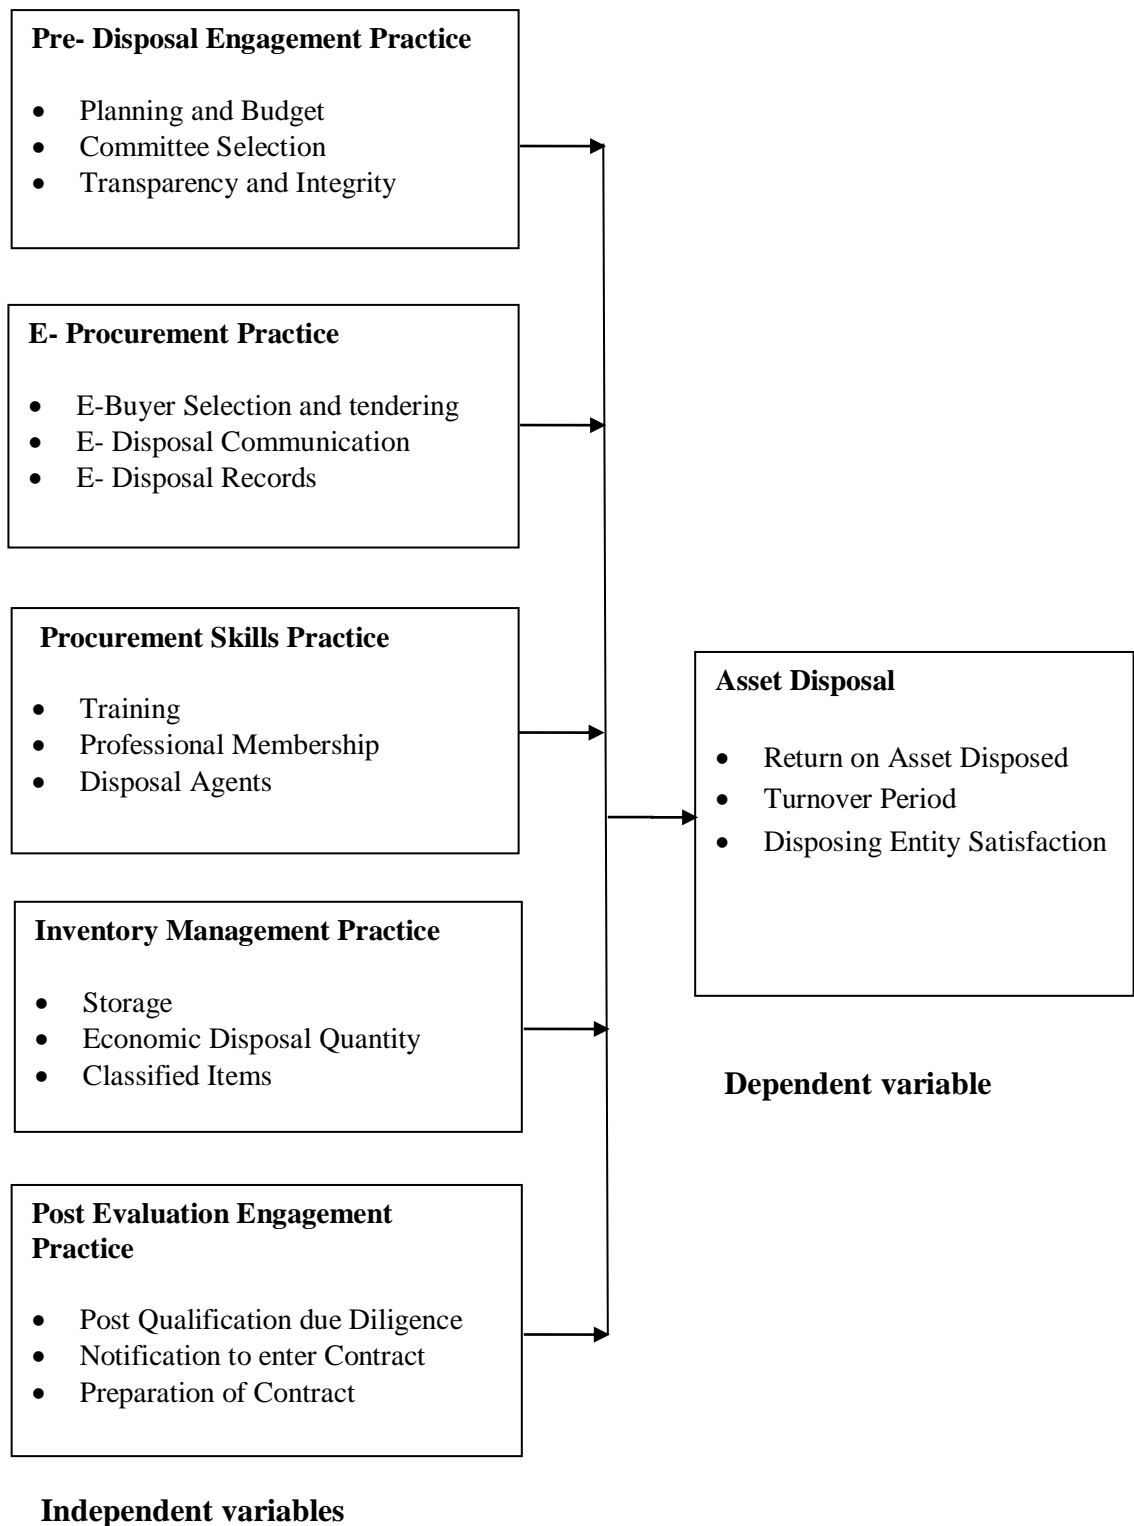 Pre- Disposal Engagement Practice
• Planning and Budget
• Committee Selection
• Transparency and Integrity
E- Procurement Practice
• E-Buyer Selection and tendering
• E- Disposal Communication
• E- Disposal Records
Procurement Skills Practice
• Training
• Professional Membership
• Disposal Agents
Inventory Management Practice
• Storage
• Economic Disposal Quantity
• Classified Items
Post Evaluation Engagement
Practice
• Post Qualification due Diligence
• Notification to enter Contract
• Preparation of Contract
Independent variables
Asset Disposal
• Return on Asset Disposed
• Turnover Period
• Disposing Entity Satisfaction
Dependent variable